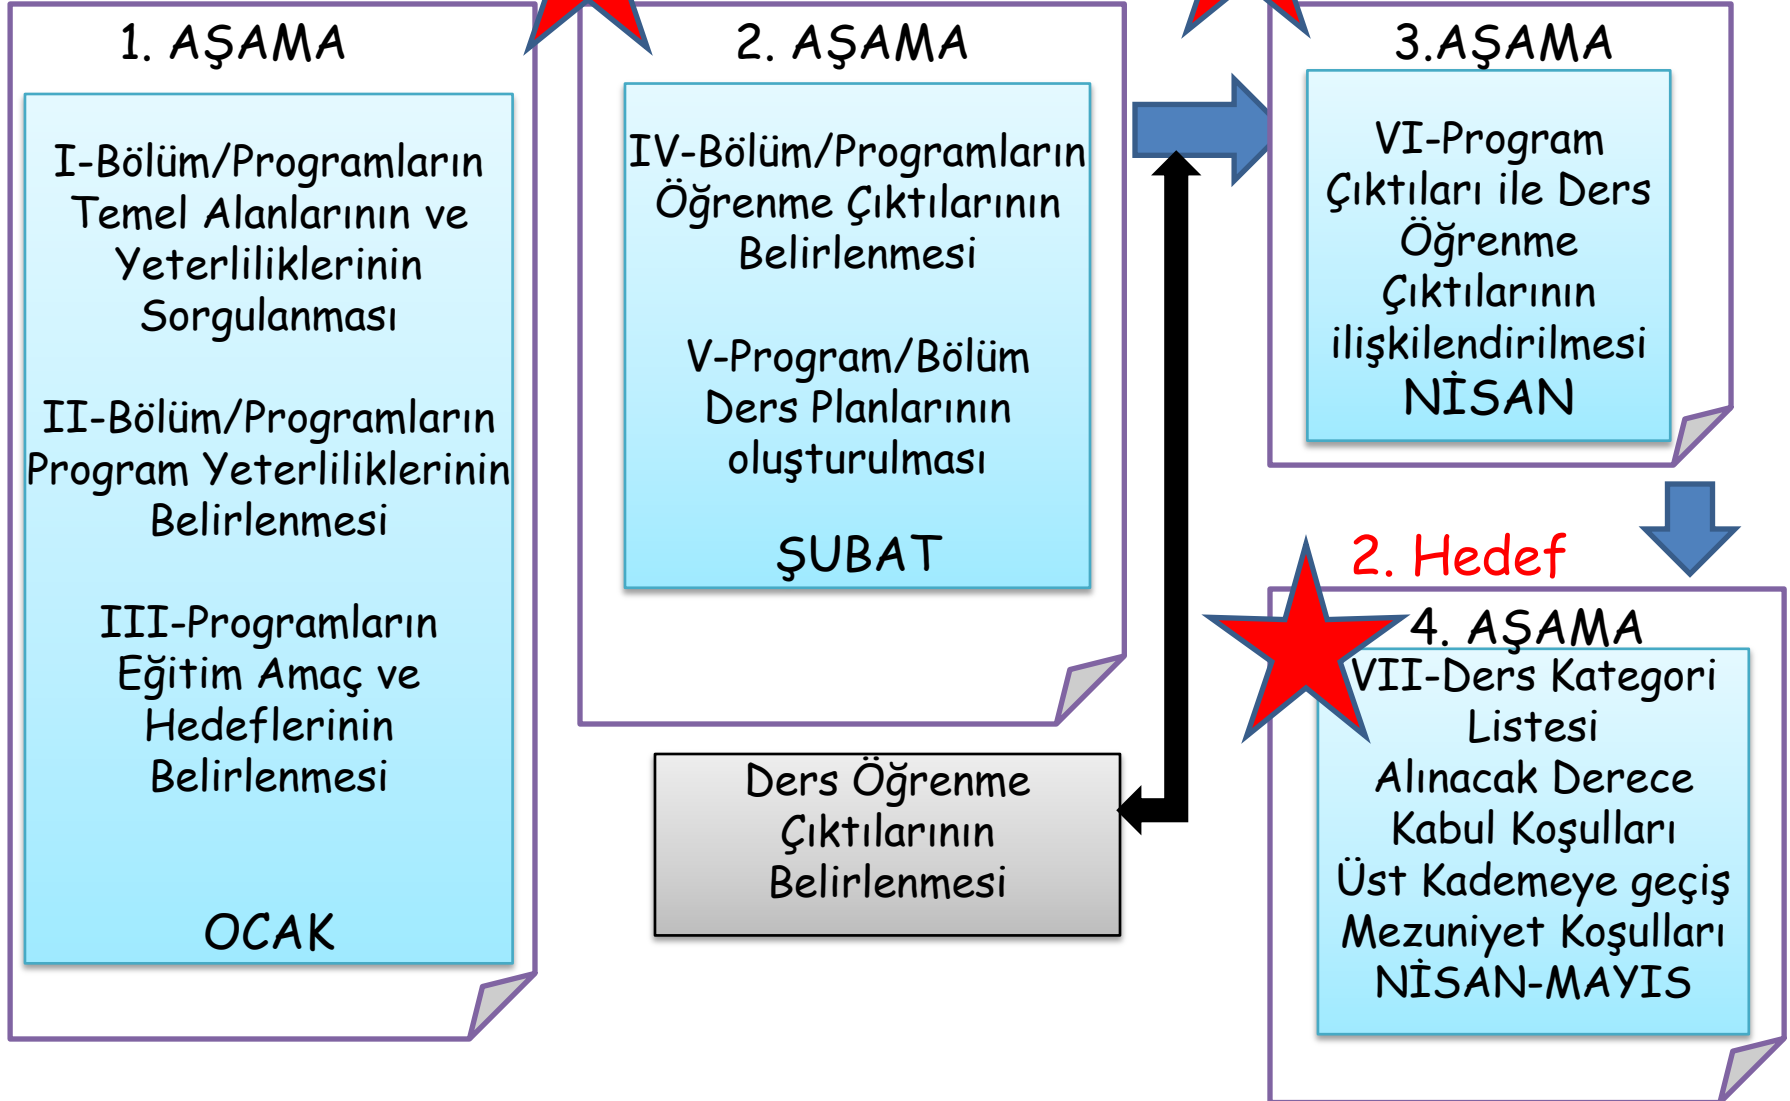 1. AŞAMA
I-Bölüm/Programların
Temel Alanlarının ve
Yeterliliklerinin
Sorgulanması
II-Bölüm/Programların
Program Yeterliliklerinin
Belirlenmesi
III-Programların
Eğitim Amaç ve
Hedeflerinin
Belirlenmesi
OCAK
2. AŞAMA
IV-Bölüm/Programların
Öğrenme Çıktılarının
Belirlenmesi
V-Program/Bölüm
Ders Planlarının
oluşturulması
ŞUBAT
Ders Öğrenme
Çıktılarının
Belirlenmesi
3.AŞAMA
VI-Program
Çıktıları ile Ders
Öğrenme
Çıktılarının
ilişkilendirilmesi
NİSAN
2. Hedef
4. AŞAMA
VII-Ders Kategori
Listesi
Alınacak Derece
Kabul Koşulları
Üst Kademeye geçiş
Mezuniyet Koşulları
NİSAN-MAYIS